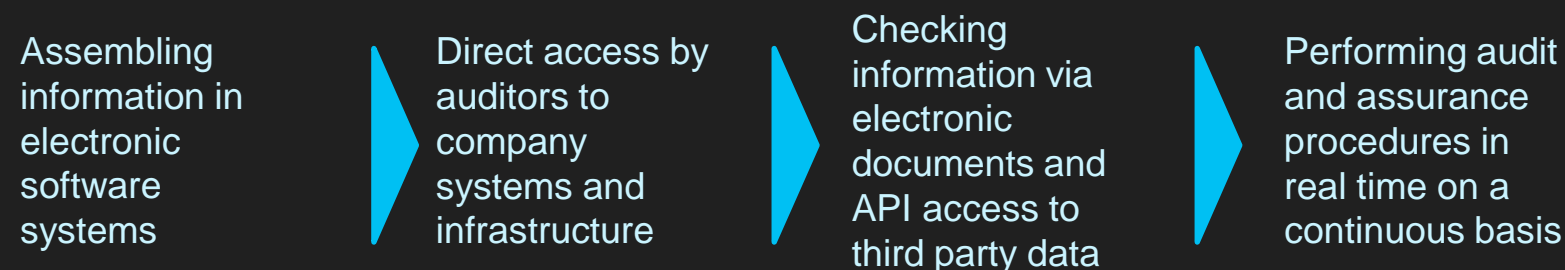 Assembling
information in
electronic
software
systems
Direct access by
auditors to
company
systems and
infrastructure
Checking
information via
electronic
documents and
API access to
third party data
Performing audit
and assurance
procedures in
real time on a
continuous basis